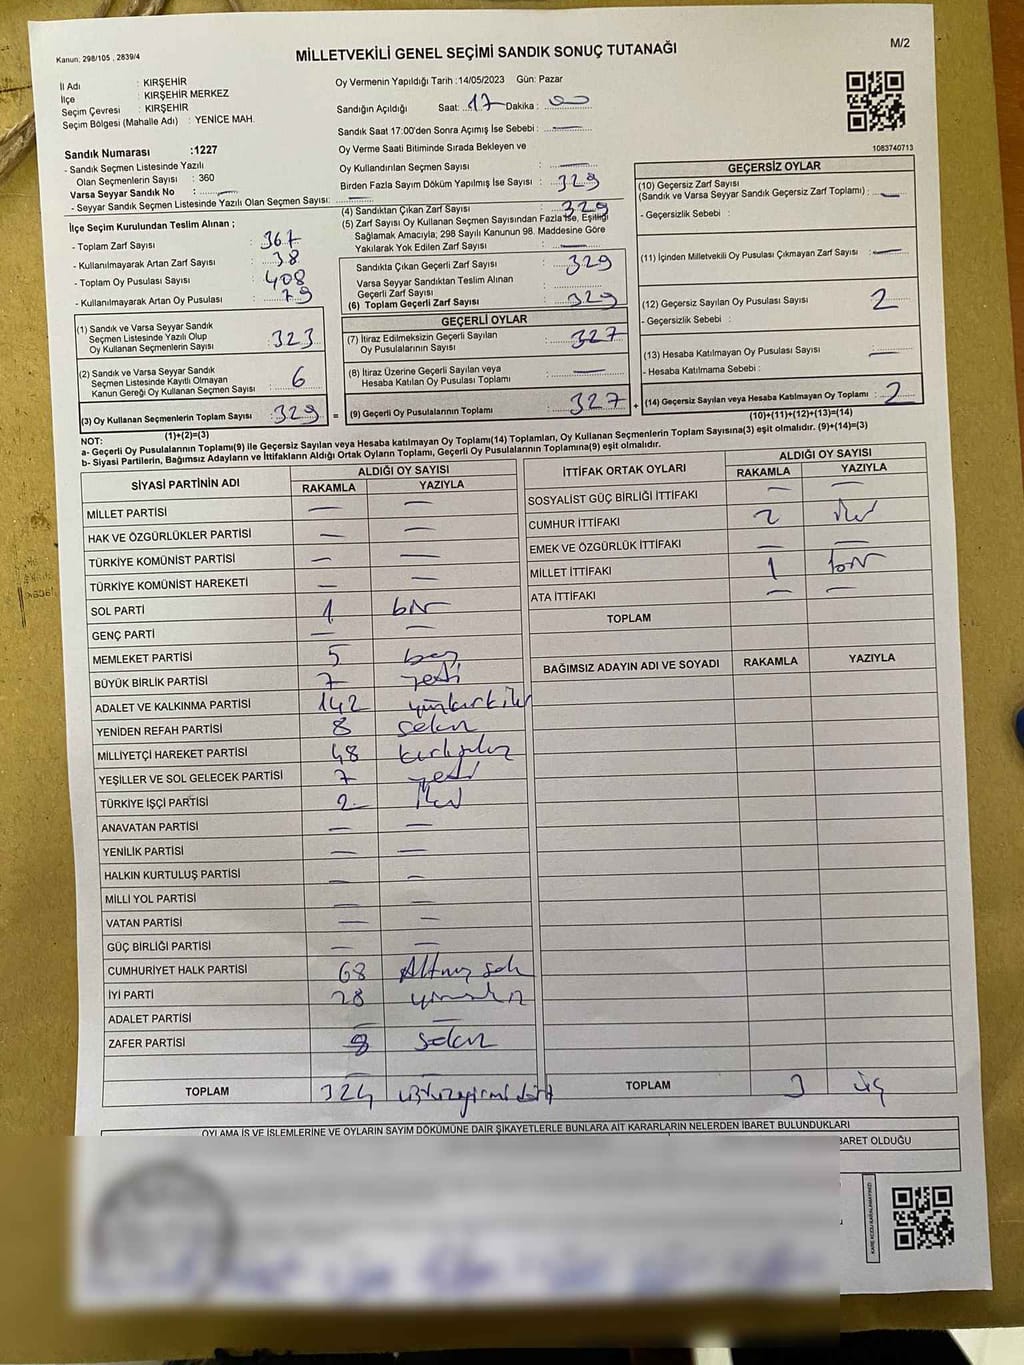 Kanun; 298/105 , 2839/4
MİLLETVEKİLİ GENEL SEÇİMİ SANDIK SONUÇ TUTANAĞI
M/2
İl Adı : KIRŞEHİR
İlçe : KIRŞEHİR MERKEZ
Seçim Çevresi : KIRŞEHİR
Seçim Bölgesi (Mahalle Adı) : YENİCE MAH.
Sandık Numarası :1227
- Sandık Seçmen Listesinde Yazılı
Olan Seçmenlerin Sayısı : 360
Varsa Seyyar Sandık No :
- Seyyar Sandık Seçmen Listesinde Yazılı Olan Seçmen Sayısı:
Oy Vermenin Yapıldığı Tarih :14/05/2023 Gün: Pazar
Sandığın Açıldığı Saat: 17 Dakika : 00
Sandık Saat 17:00'den Sonra Açımış İse Sebebi : —
Oy Verme Saati Bitiminde Sırada Bekleyen ve
Oy Kullandırılan Seçmen Sayısı : —
Birden Fazla Sayım Döküm Yapılmış İse Sayısı : 329
(4) Sandıktan Çıkan Zarf Sayısı : 329
(5) Zarf Sayısı Oy Kullanan Seçmen Sayısından Fazla İse, Eşitliği
Sağlamak Amacıyla; 298 Sayılı Kanunun 98. Maddesine Göre
Yakılarak Yok Edilen Zarf Sayısı : —
Sandıkta Çıkan Geçerli Zarf Sayısı : 329
Varsa Seyyar Sandıktan Teslim Alınan
Geçerli Zarf Sayısı :
(6) Toplam Geçerli Zarf Sayısı : 329
1083740713
GEÇERSİZ OYLAR
(10) Geçersiz Zarf Sayısı
(Sandık ve Varsa Seyyar Sandık Geçersiz Zarf Toplamı) : —
- Geçersizlik Sebebi :
(11) İçinden Milletvekili Oy Pusulası Çıkmayan Zarf Sayısı : —
(12) Geçersiz Sayılan Oy Pusulası Sayısı : 2
- Geçersizlik Sebebi :
(13) Hesaba Katılmayan Oy Pusulası Sayısı : —
- Hesaba Katılmama Sebebi :
(14) Geçersiz Sayılan veya Hesaba Katılmayan Oy Toplamı : 2
(10)+(11)+(12)+(13)=(14)
İlçe Seçim Kurulundan Teslim Alınan ;
- Toplam Zarf Sayısı : 367
- Kullanılmayarak Artan Zarf Sayısı : 38
- Toplam Oy Pusulası Sayısı : 408
- Kullanılmayarak Artan Oy Pusulası : 79
(1) Sandık ve Varsa Seyyar Sandık
Seçmen Listesinde Yazılı Olup
Oy Kullanan Seçmenlerin Sayısı : 323
(2) Sandık ve Varsa Seyyar Sandık
Seçmen Listesinde Kayıtlı Olmayan
Kanun Gereği Oy Kullanan Seçmen Sayısı : 6
(3) Oy Kullanan Seçmenlerin Toplam Sayısı : 329 =
(1)+(2)=(3)
GEÇERLİ OYLAR
(7) İtiraz Edilmeksizin Geçerli Sayılan
Oy Pusulalarının Sayısı : 327
(8) İtiraz Üzerine Geçerli Sayılan veya
Hesaba Katılan Oy Pusulası Toplamı : —
(9) Geçerli Oy Pusulalarının Toplamı : 327 +
NOT:
a- Geçerli Oy Pusulalarının Toplamı(9) ile Geçersiz Sayılan veya Hesaba katılmayan Oy Toplamı(14) Toplamları, Oy Kullanan Seçmenlerin Toplam Sayısına(3) eşit olmalıdır. (9)+(14)=(3)
b- Siyasi Partilerin, Bağımsız Adayların ve İttifakların Aldığı Ortak Oyların Toplamı, Geçerli Oy Pusulalarının Toplamına(9) eşit olmalıdır.
SİYASİ PARTİNİN ADI ALDIĞI OY SAYISI
RAKAMLA YAZIYLA
MİLLET PARTİSİ — —
HAK VE ÖZGÜRLÜKLER PARTİSİ — —
TÜRKİYE KOMÜNİST PARTİSİ — —
TÜRKİYE KOMÜNİST HAREKETİ — —
SOL PARTİ 1 bir
GENÇ PARTİ — —
MEMLEKET PARTİSİ 5 beş
BÜYÜK BİRLİK PARTİSİ 7 yedi
ADALET VE KALKINMA PARTİSİ 142 yüzkırkiki
YENİDEN REFAH PARTİSİ 8 sekiz
MİLLİYETÇİ HAREKET PARTİSİ 48 kırksekiz
YEŞİLLER VE SOL GELECEK PARTİSİ 7 yedi
TÜRKİYE İŞÇİ PARTİSİ 2 iki
ANAVATAN PARTİSİ — —
YENİLİK PARTİSİ — —
HALKIN KURTULUŞ PARTİSİ — —
MİLLİ YOL PARTİSİ — —
VATAN PARTİSİ — —
GÜÇ BİRLİĞİ PARTİSİ — —
CUMHURİYET HALK PARTİSİ 68 Altmış sekiz
İYİ PARTİ 28 yirmisekiz
ADALET PARTİSİ — —
ZAFER PARTİSİ 8 sekiz
TOPLAM 324 üçyüzyirmidört
İTTİFAK ORTAK OYLARI ALDIĞI OY SAYISI
RAKAMLA YAZIYLA
SOSYALİST GÜÇ BİRLİĞİ İTTİFAKI — —
CUMHUR İTTİFAKI 2 iki
EMEK VE ÖZGÜRLÜK İTTİFAKI — —
MİLLET İTTİFAKI 1 bir
ATA İTTİFAKI — —
TOPLAM
BAĞIMSIZ ADAYIN ADI VE SOYADI RAKAMLA YAZIYLA
TOPLAM 3 üç
OYLAMA İŞ VE İŞLEMLERİNE VE OYLARIN SAYIM DÖKÜMÜNE DAİR ŞİKAYETLERLE BUNLARA AİT KARARLARIN NELERDEN İBARET BULUNDUKLARI
BARET OLDUĞU
KARE KODU KARALAMAYINIZ!